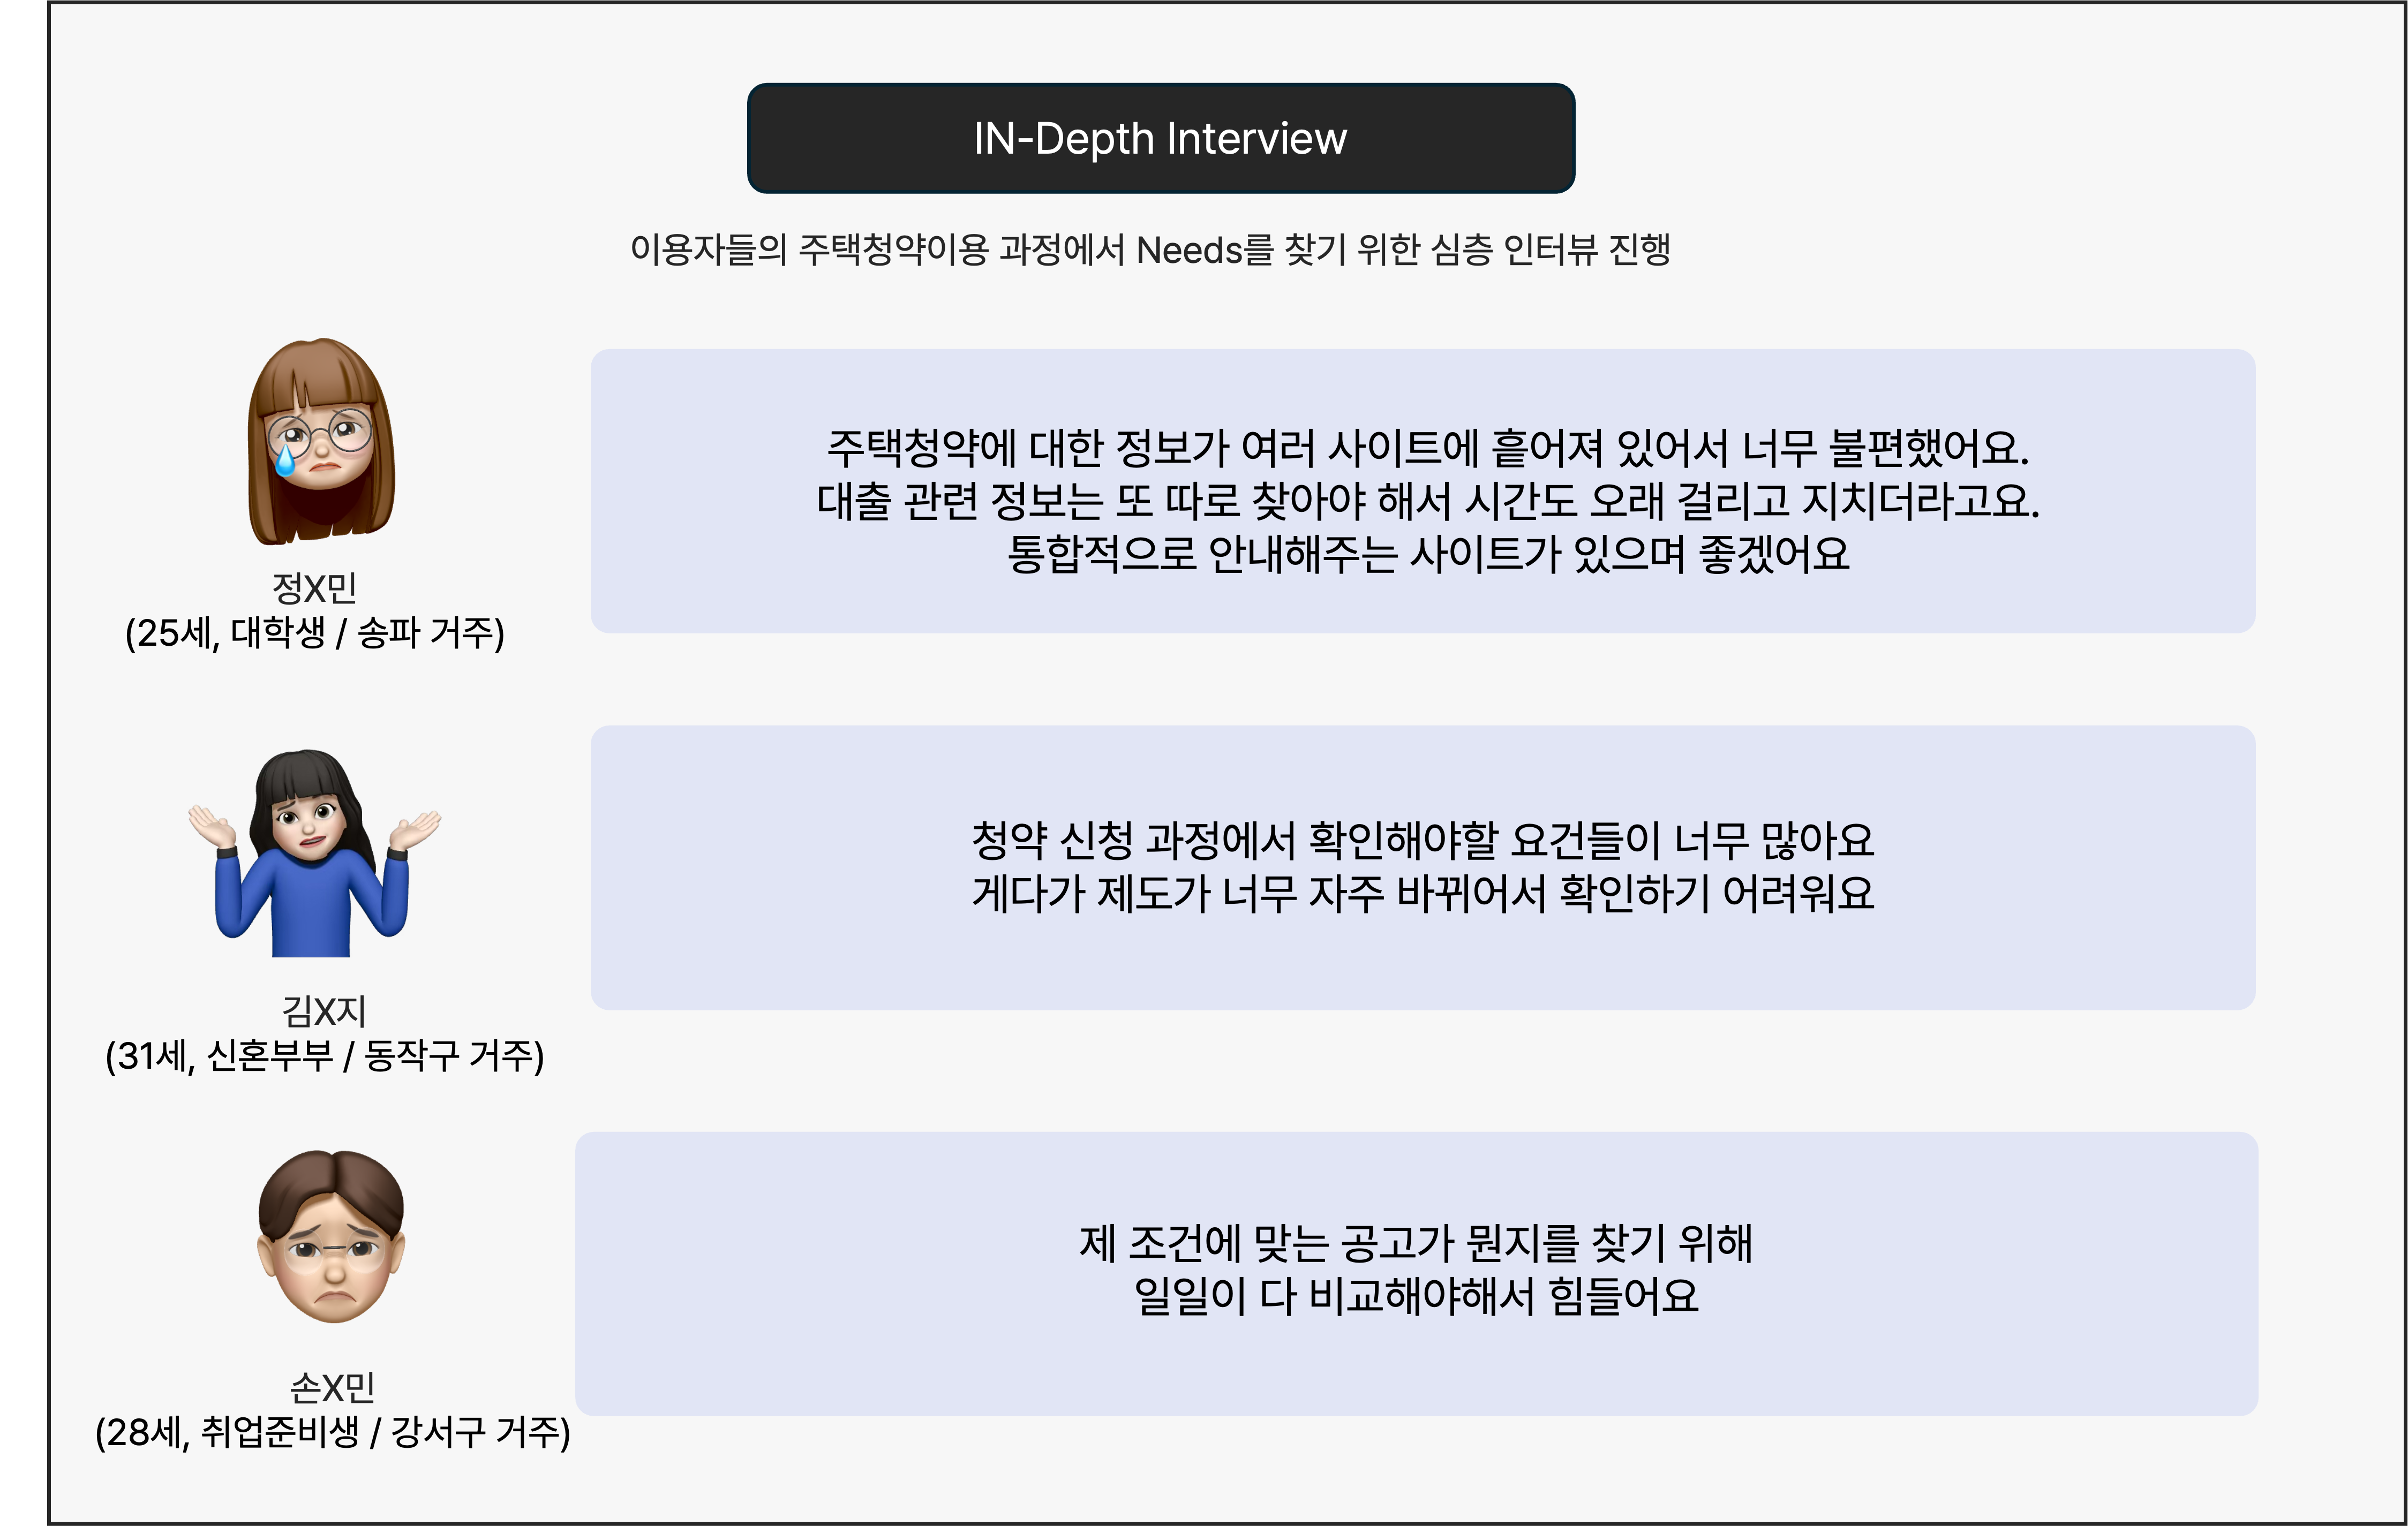 IN-Depth Interview
이용자들의 주택청약이용 과정에서 Needs를 찾기 위한 심층 인터뷰 진행
주택청약에 대한 정보가 여러 사이트에 흩어져 있어서 너무 불편했어요.
대출 관련 정보는 또 따로 찾아야 해서 시간도 오래 걸리고 지치더라고요.
통합적으로 안내해주는 사이트가 있으며 좋겠어요
정X민
(25세, 대학생 / 송파 거주)
청약 신청 과정에서 확인해야할 요건들이 너무 많아요
게다가 제도가 너무 자주 바뀌어서 확인하기 어려워요
김X지
(31세, 신혼부부 / 동작구 거주)
제 조건에 맞는 공고가 뭔지를 찾기 위해
일일이 다 비교해야해서 힘들어요
손X민
(28세, 취업준비생 / 강서구 거주)